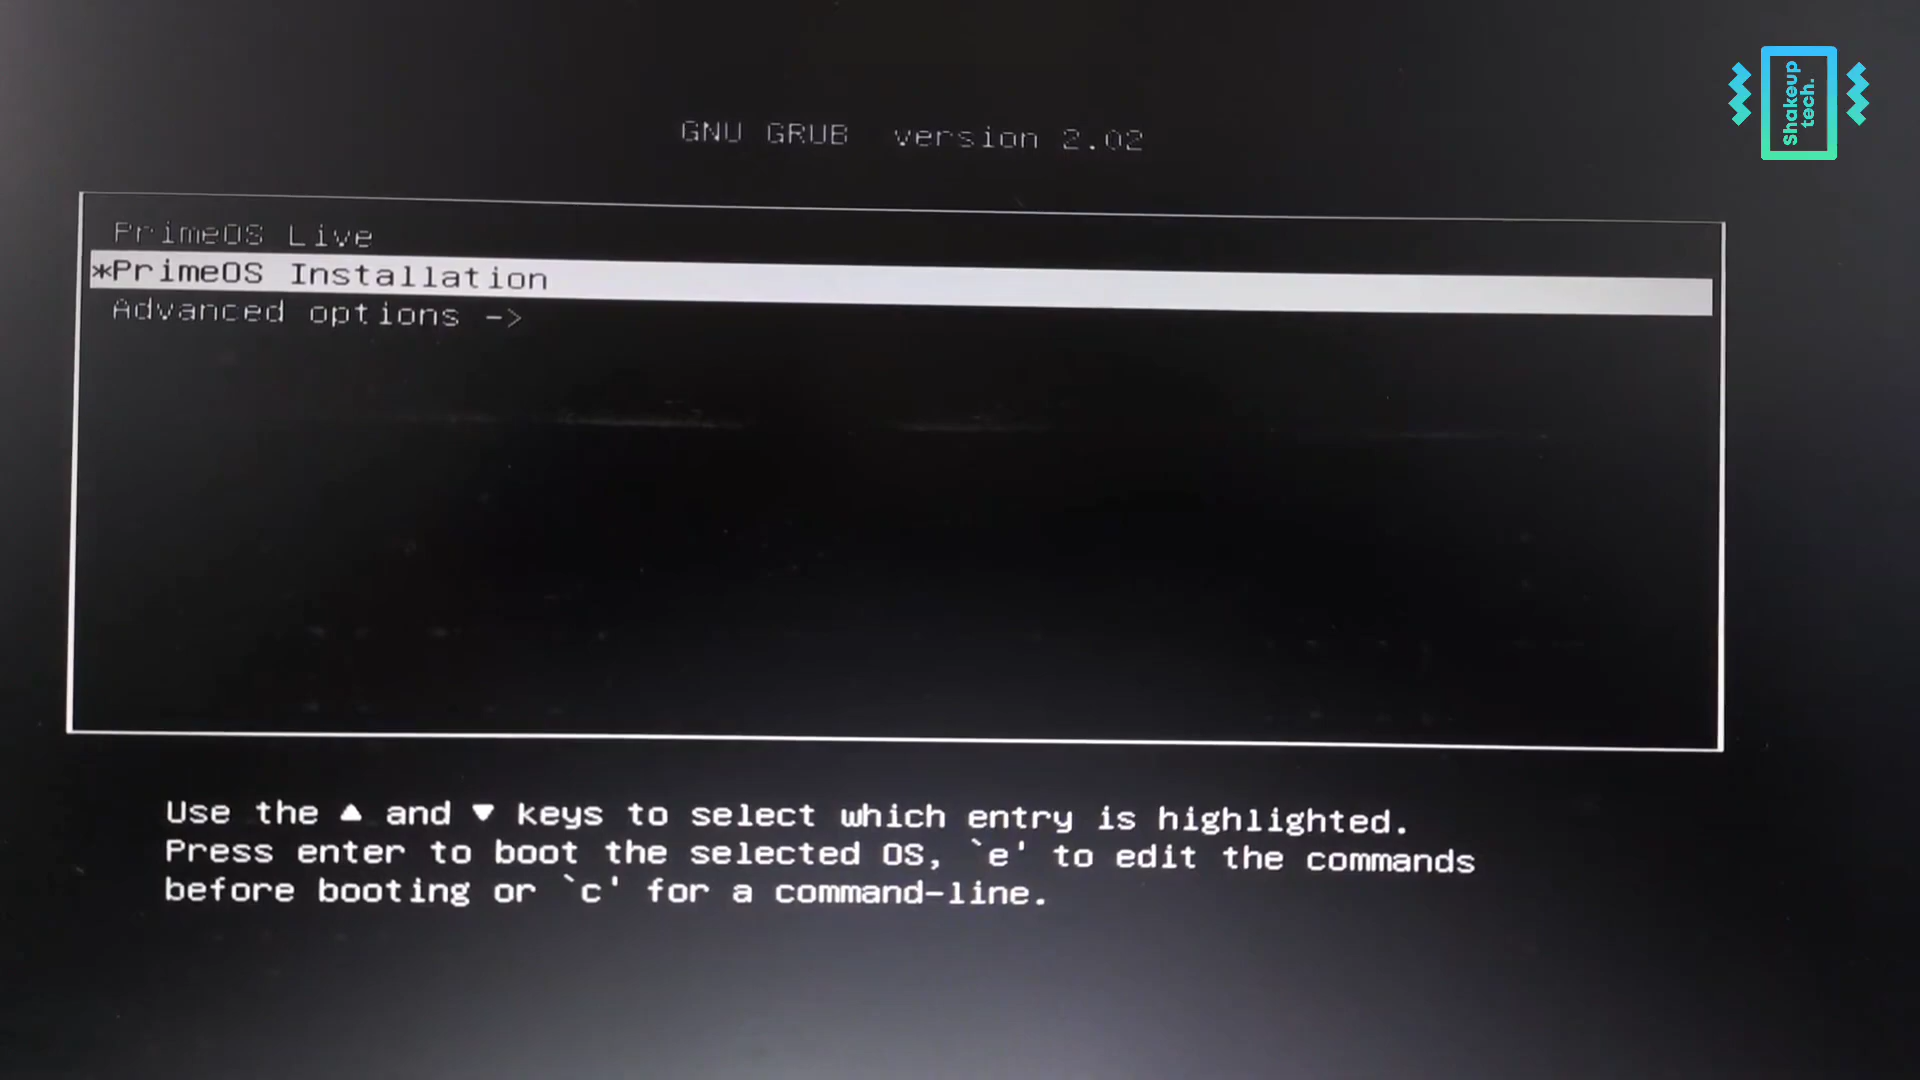 Shakeup
tech.
GNU GRUB version 2.02
PrimeOS Live
*PrimeOS Installation
Advanced options ->
Use the ▲ and ▼ keys to select which entry is highlighted.
Press enter to boot the selected OS, `e' to edit the commands
before booting or `c' for a command-line.